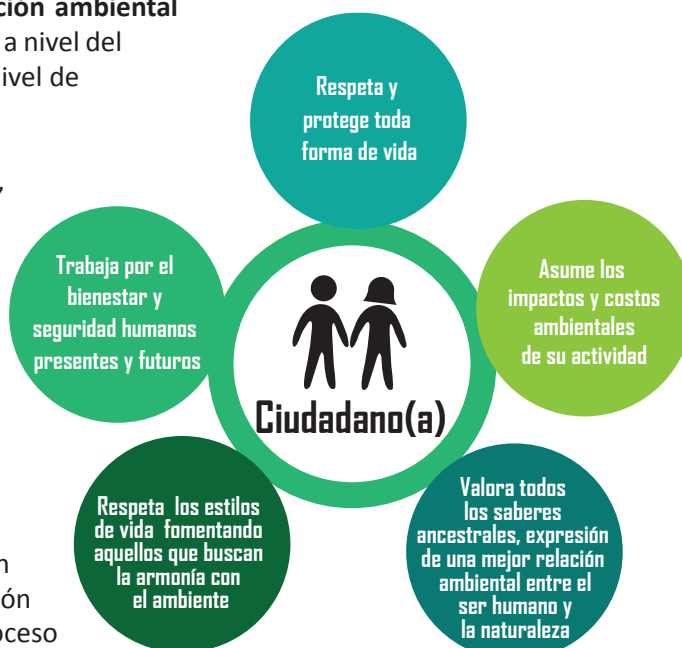 ción ambiental
a nivel del
ivel de
,
n
ón
oceso
Respeta y
protege toda
forma de vida
Asume los
impactos y costos
ambientales
de su actividad
Valora todos
los saberes
ancestrales, expresión
de una mejor relación
ambiental entre el
ser humano y
la naturaleza
Respeta los estilos
de vida fomentando
aquellos que buscan
la armonía con
el ambiente
Trabaja por el
bienestar y
seguridad humanos
presentes y futuros
Ciudadano(a)